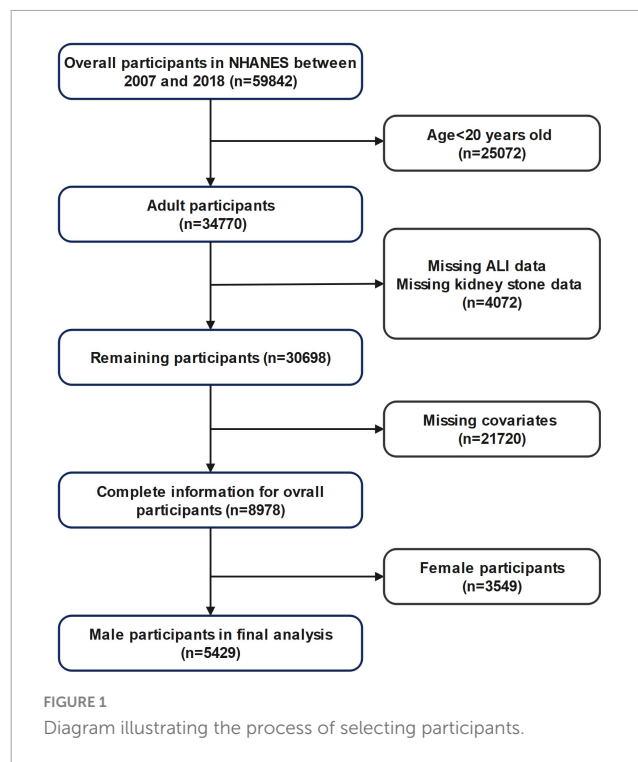 Overall participants in NHANES between
2007 and 2018 (n=59842)
Age<20 years old
(n=25072)
Adult participants
(n=34770)
Missing ALI data
Missing kidney stone data
(n=4072)
Remaining participants (n=30698)
Missing covariates
(n=21720)
Complete information for ovrall
participants (n=8978)
Female participants
(n=3549)
Male participants in final analysis
(n=5429)
FIGURE 1
Diagram illustrating the process of selecting participants.